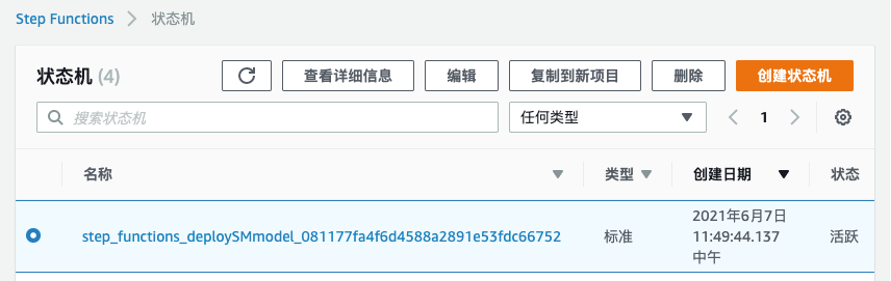 Step Functions > 状态机
状态机 (4)
查看详细信息
编辑
复制到新项目
删除
创建状态机
搜索状态机
任何类型
1
名称
类型
创建日期
状态
step_functions_deploySMmodel_081177fa4f6d4588a2891e53fdc66752
标准
2021年6月7日
11:49:44.137
中午
活跃